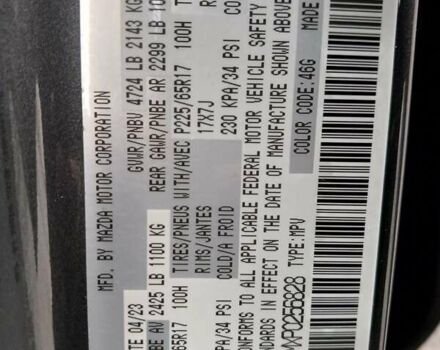 MFD. BY MAZDA MOTOR CORPORATION
DATE 04/23 GVWR/PNBV 4724 LB 2143 KG
BE AV 2425 LB 1100 KG REAR GAWR/PNBE AR 2299 LB
65R17 100H TIRES/PNEUS WITH/AVEC P225/65R17 100H
RIMS/JANTES 17X7J
KPA/34 PSI COLD/A FROID 230 KPA/34 PSI
CONFORMS TO ALL APPLICABLE FEDERAL MOTOR VEHICLE SAFETY
IN EFFECT ON THE DATE OF MANUFACTURE SHOWN ABOVE
TYPE: MPV COLOR CODE: 46G MADE